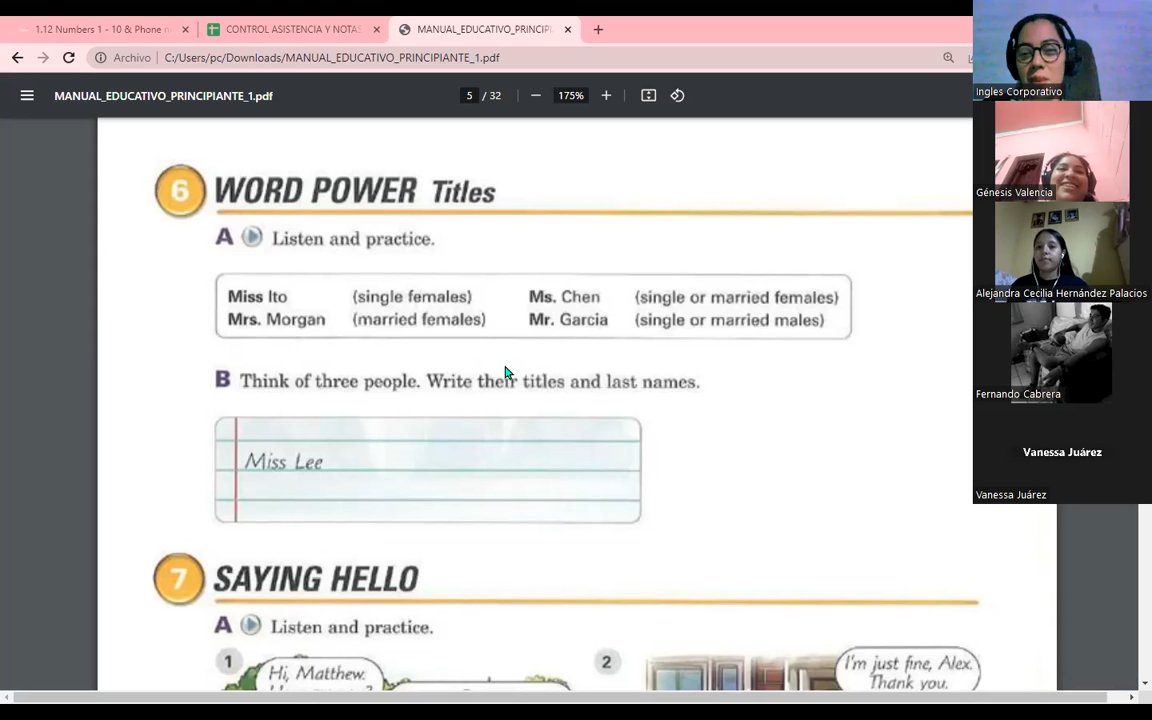 1.12 Numbers 1 - 10 & Phone n
CONTROL ASISTENCIA Y NOTAS
MANUAL_EDUCATIVO_PRINCIPI
Archivo
C:/Users/pc/Downloads/MANUAL_EDUCATIVO_PRINCIPIANTE_1.pdf
MANUAL_EDUCATIVO_PRINCIPIANTE_1.pdf
5 / 32
175%
6 WORD POWER Titles
A Listen and practice.
Miss Ito (single females) Ms. Chen (single or married females)
Mrs. Morgan (married females) Mr. Garcia (single or married males)
B Think of three people. Write their titles and last names.
Miss Lee
7 SAYING HELLO
A Listen and practice.
1
Hi, Matthew.
2
I'm just fine, Alex.
Thank you.
Ingles Corporativo
Génesis Valencia
Alejandra Cecilia Hernández Palacios
Fernando Cabrera
Vanessa Juárez
Vanessa Juárez